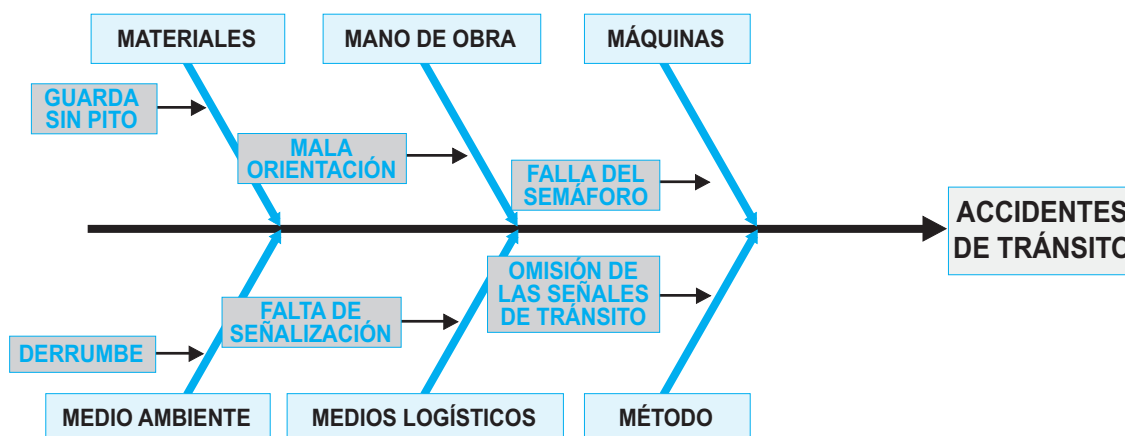 MATERIALES
MANO DE OBRA
MÁQUINAS
GUARDA
SIN PITO
MALA
ORIENTACIÓN
FALLA DEL
SEMÁFORO
ACCIDENTES
DE TRÁNSITO
OMISIÓN DE
LAS SEÑALES
DE TRÁNSITO
FALTA DE
SEÑALIZACIÓN
DERRUMBE
MEDIO AMBIENTE
MEDIOS LOGÍSTICOS
MÉTODO